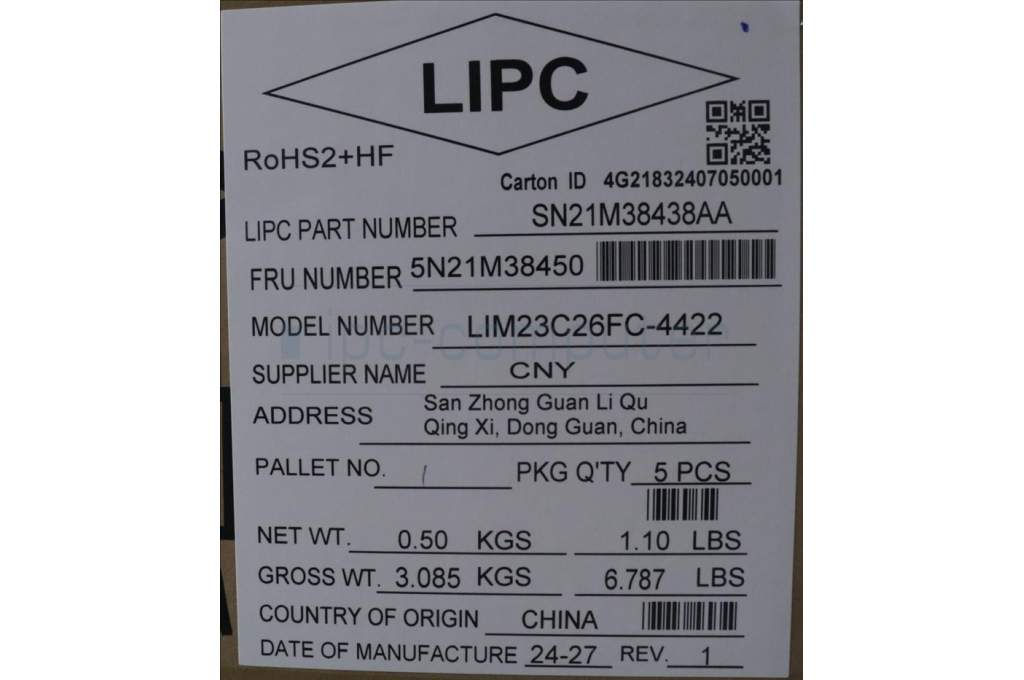 LIPC
RoHS2+HF
Carton ID 4G21832407050001
LIPC PART NUMBER SN21M38438AA
FRU NUMBER 5N21M38450
MODEL NUMBER LIM23C26FC-4422
ipc-computer
SUPPLIER NAME CNY
ADDRESS San Zhong Guan Li Qu
Qing Xi, Dong Guan, China
PALLET NO. / PKG Q'TY 5 PCS
NET WT. 0.50 KGS 1.10 LBS
GROSS WT. 3.085 KGS 6.787 LBS
COUNTRY OF ORIGIN CHINA
DATE OF MANUFACTURE 24-27 REV. 1